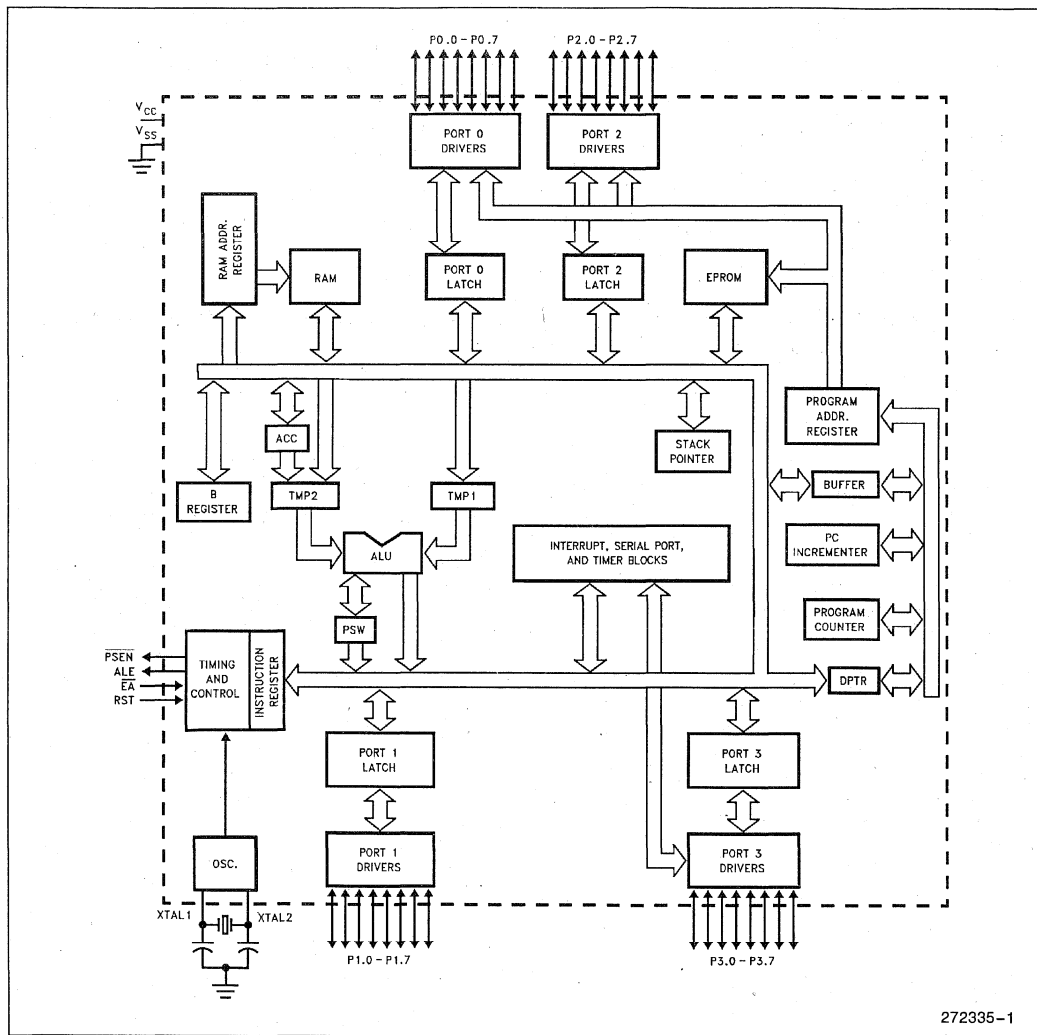 P0.0 – P0.7
P2.0 – P2.7
VCC
VSS
PORT 0
DRIVERS
PORT 2
DRIVERS
RAM ADDR.
REGISTER
RAM
PORT 0
LATCH
PORT 2
LATCH
EPROM
PROGRAM
ADDR.
REGISTER
ACC
STACK
POINTER
B
REGISTER
TMP2
TMP1
BUFFER
ALU
INTERRUPT, SERIAL PORT,
AND TIMER BLOCKS
PC
INCREMENTER
PSW
PROGRAM
COUNTER
PSEN
ALE
EA
RST
TIMING
AND
CONTROL
INSTRUCTION
REGISTER
DPTR
PORT 1
LATCH
PORT 3
LATCH
OSC.
PORT 1
DRIVERS
PORT 3
DRIVERS
XTAL1
XTAL2
P1.0 – P1.7
P3.0 – P3.7
272335–1